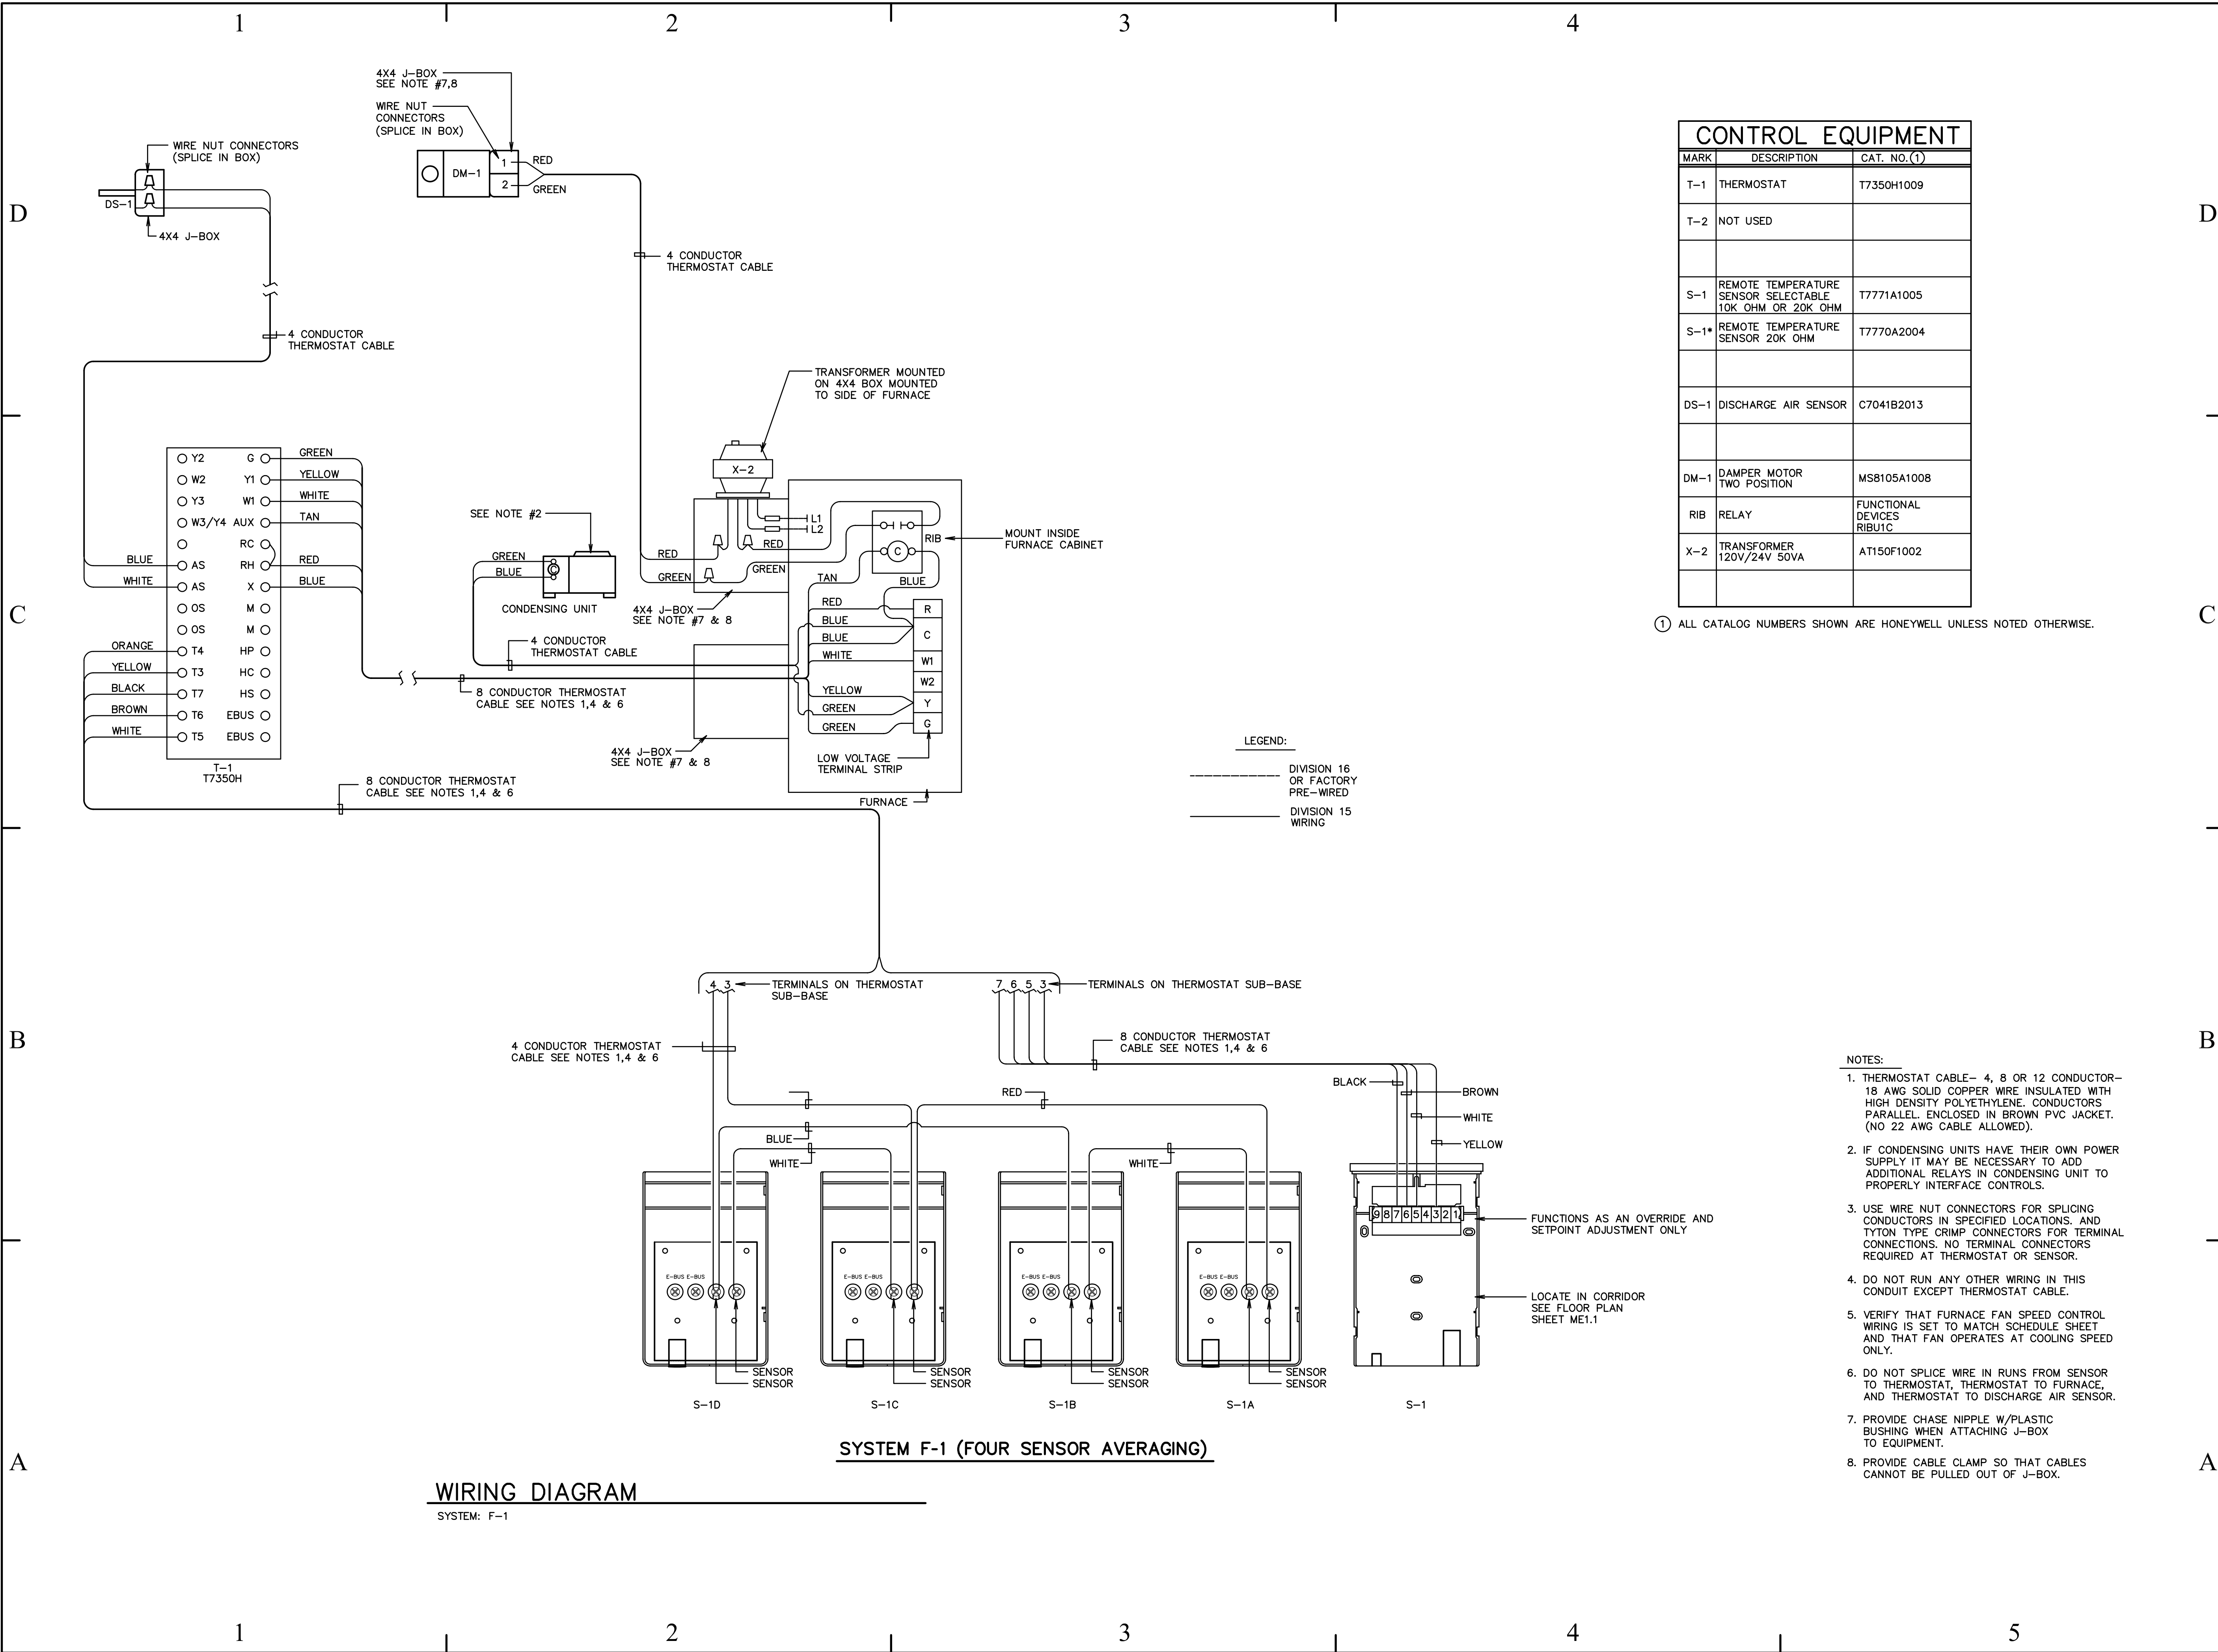 1 2 3 4
D
C
B
A
D
C
B
A
4X4 J-BOX
SEE NOTE #7,8
WIRE NUT
CONNECTORS
(SPLICE IN BOX)
DM-1
1
2
RED
GREEN
WIRE NUT CONNECTORS
(SPLICE IN BOX)
DS-1
4X4 J-BOX
4 CONDUCTOR
THERMOSTAT CABLE
4 CONDUCTOR
THERMOSTAT CABLE
TRANSFORMER MOUNTED
ON 4X4 BOX MOUNTED
TO SIDE OF FURNACE
X-2
L1
L2
RED
GREEN
RED
GREEN
C
RIB
MOUNT INSIDE
FURNACE CABINET
TAN
BLUE
RED
BLUE
BLUE
WHITE
YELLOW
GREEN
GREEN
R
C
W1
W2
Y
G
LOW VOLTAGE
TERMINAL STRIP
FURNACE
4X4 J-BOX
SEE NOTE #7 & 8
4X4 J-BOX
SEE NOTE #7 & 8
SEE NOTE #2
GREEN
BLUE
CONDENSING UNIT
4 CONDUCTOR
THERMOSTAT CABLE
8 CONDUCTOR THERMOSTAT
CABLE SEE NOTES 1,4 & 6
Y2 G GREEN
W2 Y1 YELLOW
Y3 W1 WHITE
W3/Y4 AUX TAN
RC
BLUE AS RH RED
WHITE AS X BLUE
OS M
OS M
ORANGE T4 HP
YELLOW T3 HC
BLACK T7 HS
BROWN T6 EBUS
WHITE T5 EBUS
T-1
T7350H
8 CONDUCTOR THERMOSTAT
CABLE SEE NOTES 1,4 & 6
CONTROL EQUIPMENT
MARK DESCRIPTION CAT. NO.(1)
T-1 THERMOSTAT T7350H1009
T-2 NOT USED
S-1 REMOTE TEMPERATURE
SENSOR SELECTABLE
10K OHM OR 20K OHM T7771A1005
S-1* REMOTE TEMPERATURE
SENSOR 20K OHM T7770A2004
DS-1 DISCHARGE AIR SENSOR C7041B2013
DM-1 DAMPER MOTOR
TWO POSITION MS8105A1008
RIB RELAY FUNCTIONAL
DEVICES
RIBU1C
X-2 TRANSFORMER
120V/24V 50VA AT150F1002
(1) ALL CATALOG NUMBERS SHOWN ARE HONEYWELL UNLESS NOTED OTHERWISE.
LEGEND:
DIVISION 16
OR FACTORY
PRE-WIRED
DIVISION 15
WIRING
4 3
TERMINALS ON THERMOSTAT
SUB-BASE
7 6 5 3
TERMINALS ON THERMOSTAT SUB-BASE
4 CONDUCTOR THERMOSTAT
CABLE SEE NOTES 1,4 & 6
8 CONDUCTOR THERMOSTAT
CABLE SEE NOTES 1,4 & 6
BLUE
WHITE
RED
WHITE
BLACK
BROWN
WHITE
YELLOW
9 8 7 6 5 4 3 2 1
FUNCTIONS AS AN OVERRIDE AND
SETPOINT ADJUSTMENT ONLY
LOCATE IN CORRIDOR
SEE FLOOR PLAN
SHEET ME1.1
E-BUS E-BUS
SENSOR
SENSOR
S-1D
E-BUS E-BUS
SENSOR
SENSOR
S-1C
E-BUS E-BUS
SENSOR
SENSOR
S-1B
E-BUS E-BUS
SENSOR
SENSOR
S-1A
S-1
SYSTEM F-1 (FOUR SENSOR AVERAGING)
WIRING DIAGRAM
SYSTEM: F-1
NOTES:
1. THERMOSTAT CABLE- 4, 8 OR 12 CONDUCTOR-
18 AWG SOLID COPPER WIRE INSULATED WITH
HIGH DENSITY POLYETHYLENE. CONDUCTORS
PARALLEL. ENCLOSED IN BROWN PVC JACKET.
(NO 22 AWG CABLE ALLOWED).
2. IF CONDENSING UNITS HAVE THEIR OWN POWER
SUPPLY IT MAY BE NECESSARY TO ADD
ADDITIONAL RELAYS IN CONDENSING UNIT TO
PROPERLY INTERFACE CONTROLS.
3. USE WIRE NUT CONNECTORS FOR SPLICING
CONDUCTORS IN SPECIFIED LOCATIONS. AND
TYTON TYPE CRIMP CONNECTORS FOR TERMINAL
CONNECTIONS. NO TERMINAL CONNECTORS
REQUIRED AT THERMOSTAT OR SENSOR.
4. DO NOT RUN ANY OTHER WIRING IN THIS
CONDUIT EXCEPT THERMOSTAT CABLE.
5. VERIFY THAT FURNACE FAN SPEED CONTROL
WIRING IS SET TO MATCH SCHEDULE SHEET
AND THAT FAN OPERATES AT COOLING SPEED
ONLY.
6. DO NOT SPLICE WIRE IN RUNS FROM SENSOR
TO THERMOSTAT, THERMOSTAT TO FURNACE,
AND THERMOSTAT TO DISCHARGE AIR SENSOR.
7. PROVIDE CHASE NIPPLE W/PLASTIC
BUSHING WHEN ATTACHING J-BOX
TO EQUIPMENT.
8. PROVIDE CABLE CLAMP SO THAT CABLES
CANNOT BE PULLED OUT OF J-BOX.
1 2 3 4 5